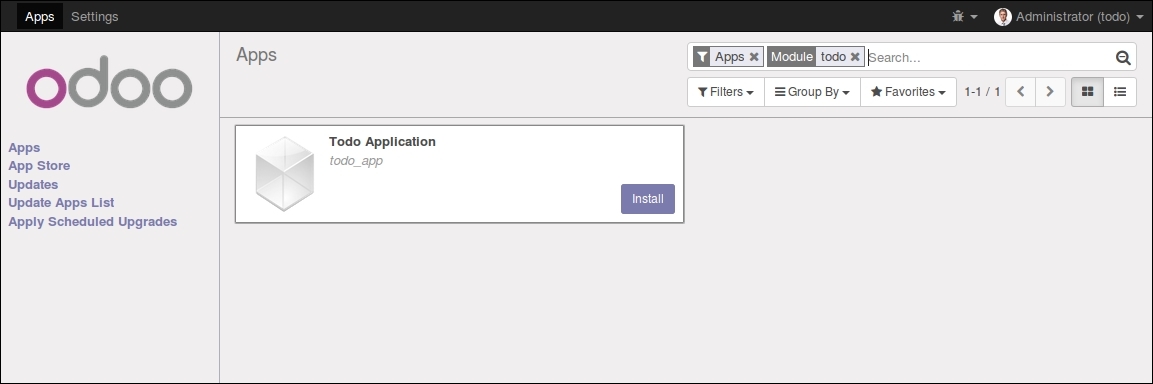 Apps Settings Administrator (todo)
odoo
Apps
App Store
Updates
Update Apps List
Apply Scheduled Upgrades
Apps
Apps Module todo Search...
Filters Group By Favorites 1-1 / 1
Todo Application
todo_app
Install